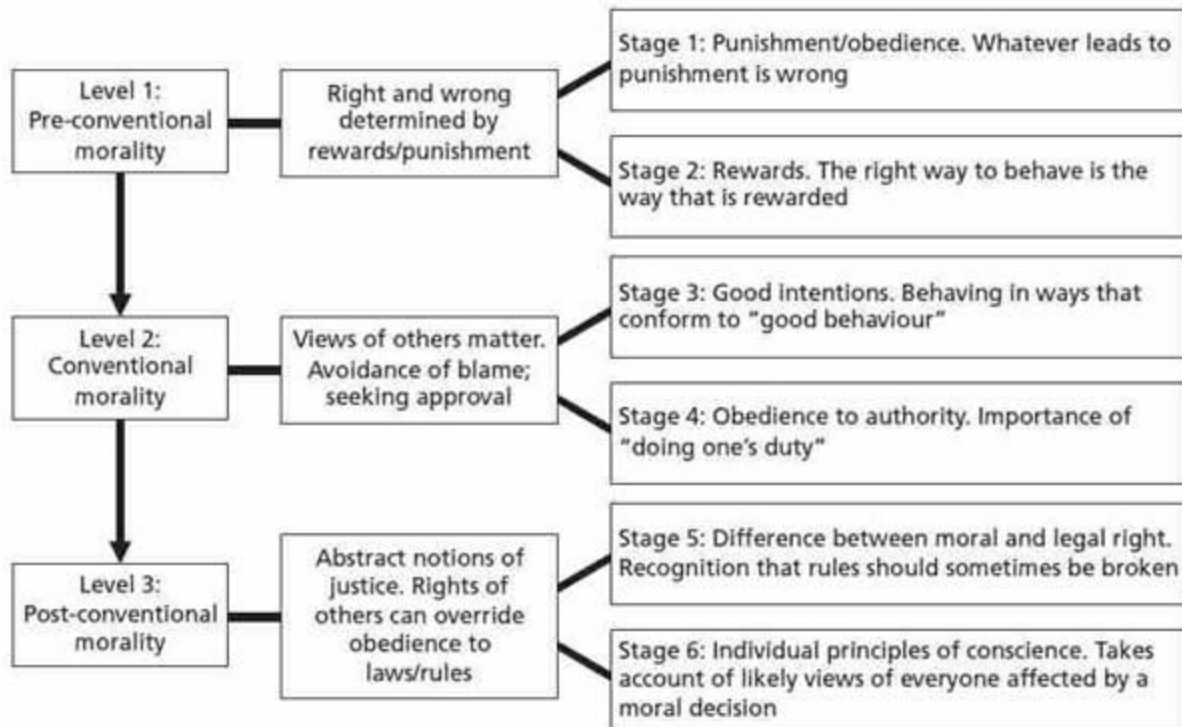 Level 1:
Pre-conventional
morality
Right and wrong
determined by
rewards/punishment
Stage 1: Punishment/obedience. Whatever leads to
punishment is wrong
Stage 2: Rewards. The right way to behave is the
way that is rewarded
Level 2:
Conventional
morality
Views of others matter.
Avoidance of blame;
seeking approval
Stage 3: Good intentions. Behaving in ways that
conform to “good behaviour”
Stage 4: Obedience to authority. Importance of
“doing one’s duty”
Level 3:
Post-conventional
morality
Abstract notions of
justice. Rights of
others can override
obedience to
laws/rules
Stage 5: Difference between moral and legal right.
Recognition that rules should sometimes be broken
Stage 6: Individual principles of conscience. Takes
account of likely views of everyone affected by a
moral decision